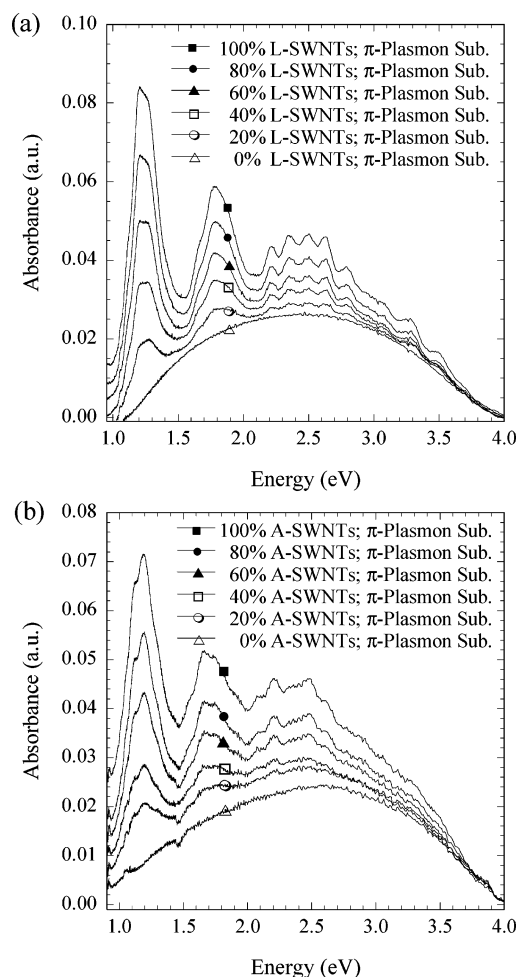 (a)
0.10
0.08
0.06
0.04
0.02
0.00
Absorbance (a.u.)
100% L-SWNTs; π-Plasmon Sub.
80% L-SWNTs; π-Plasmon Sub.
60% L-SWNTs; π-Plasmon Sub.
40% L-SWNTs; π-Plasmon Sub.
20% L-SWNTs; π-Plasmon Sub.
0% L-SWNTs; π-Plasmon Sub.
1.0 1.5 2.0 2.5 3.0 3.5 4.0
Energy (eV)
(b)
0.08
0.07
0.06
0.05
0.04
0.03
0.02
0.01
0.00
Absorbance (a.u.)
100% A-SWNTs; π-Plasmon Sub.
80% A-SWNTs; π-Plasmon Sub.
60% A-SWNTs; π-Plasmon Sub.
40% A-SWNTs; π-Plasmon Sub.
20% A-SWNTs; π-Plasmon Sub.
0% A-SWNTs; π-Plasmon Sub.
1.0 1.5 2.0 2.5 3.0 3.5 4.0
Energy (eV)